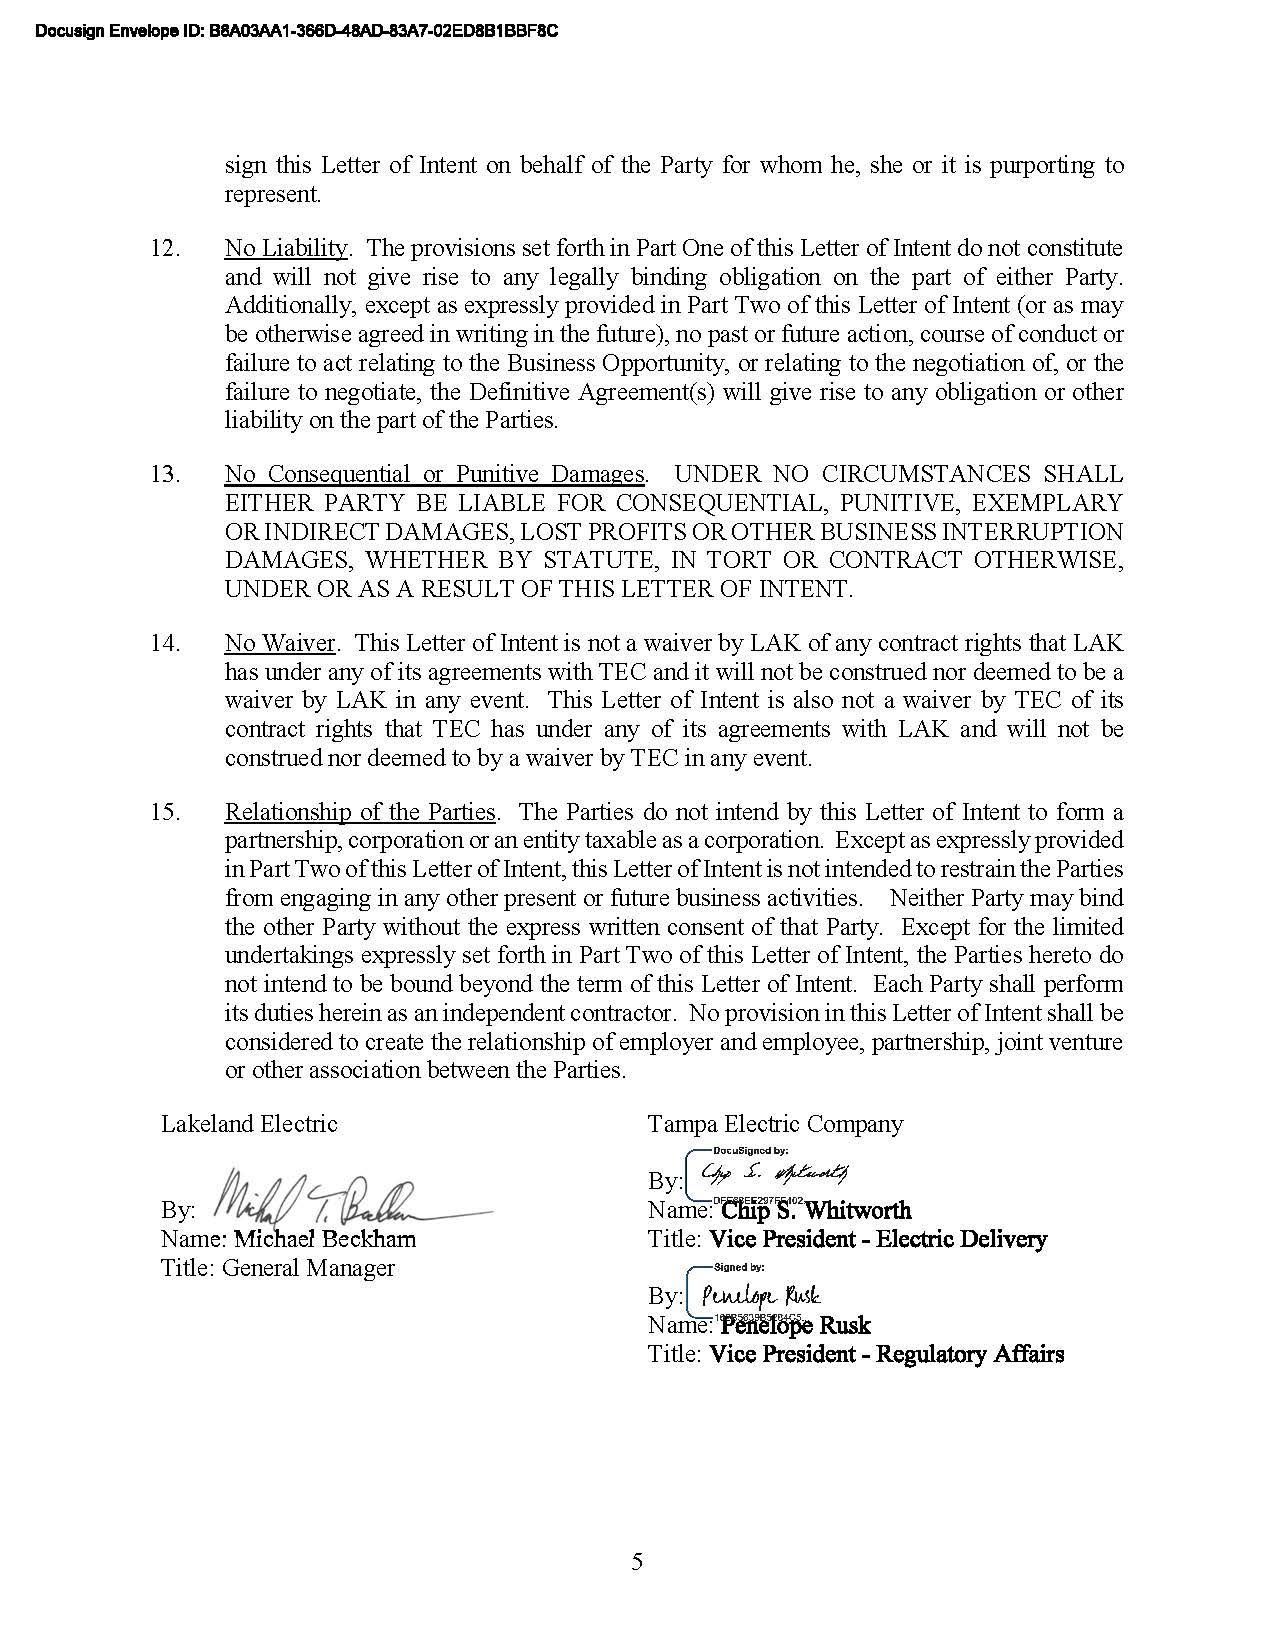 Docusign Envelope ID: B8A03AA1-366D-48AD-83A7-02ED8B1BBF8C
sign this Letter of Intent on behalf of the Party for whom he, she or it is purporting to
represent.
12. No Liability. The provisions set forth in Part One of this Letter of Intent do not constitute
and will not give rise to any legally binding obligation on the part of either Party.
Additionally, except as expressly provided in Part Two of this Letter of Intent (or as may
be otherwise agreed in writing in the future), no past or future action, course of conduct or
failure to act relating to the Business Opportunity, or relating to the negotiation of, or the
failure to negotiate, the Definitive Agreement(s) will give rise to any obligation or other
liability on the part of the Parties.
13. No Consequential or Punitive Damages. UNDER NO CIRCUMSTANCES SHALL
EITHER PARTY BE LIABLE FOR CONSEQUENTIAL, PUNITIVE, EXEMPLARY
OR INDIRECT DAMAGES, LOST PROFITS OR OTHER BUSINESS INTERRUPTION
DAMAGES, WHETHER BY STATUTE, IN TORT OR CONTRACT OTHERWISE,
UNDER OR AS A RESULT OF THIS LETTER OF INTENT.
14. No Waiver. This Letter of Intent is not a waiver by LAK of any contract rights that LAK
has under any of its agreements with TEC and it will not be construed nor deemed to be a
waiver by LAK in any event. This Letter of Intent is also not a waiver by TEC of its
contract rights that TEC has under any of its agreements with LAK and will not be
construed nor deemed to by a waiver by TEC in any event.
15. Relationship of the Parties. The Parties do not intend by this Letter of Intent to form a
partnership, corporation or an entity taxable as a corporation. Except as expressly provided
in Part Two of this Letter of Intent, this Letter of Intent is not intended to restrain the Parties
from engaging in any other present or future business activities. Neither Party may bind
the other Party without the express written consent of that Party. Except for the limited
undertakings expressly set forth in Part Two of this Letter of Intent, the Parties hereto do
not intend to be bound beyond the term of this Letter of Intent. Each Party shall perform
its duties herein as an independent contractor. No provision in this Letter of Intent shall be
considered to create the relationship of employer and employee, partnership, joint venture
or other association between the Parties.
Lakeland Electric
By: Michael T. Beckham
Name: Michael Beckham
Title: General Manager
Tampa Electric Company
DocuSigned by:
By: Chip S. Whitworth
Name: Chip S. Whitworth
Title: Vice President - Electric Delivery
Signed by:
By: Penelope Rusk
Name: Penelope Rusk
Title: Vice President - Regulatory Affairs
5